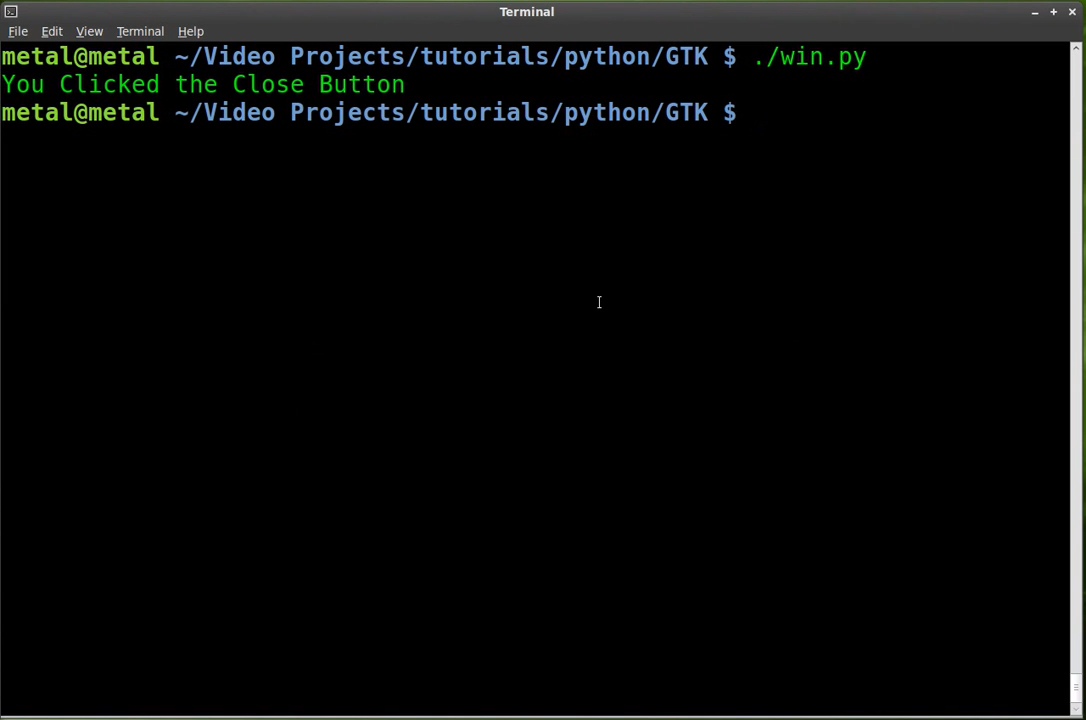 Terminal
File Edit View Terminal Help
metal@metal ~/Video Projects/tutorials/python/GTK $ ./win.py
You Clicked the Close Button
metal@metal ~/Video Projects/tutorials/python/GTK $